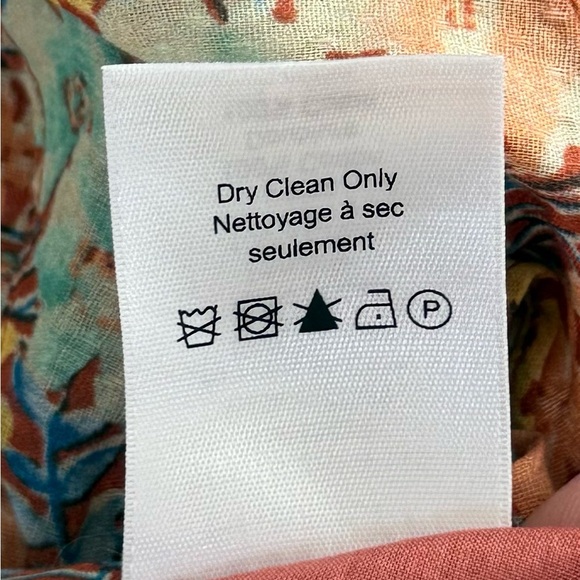 Dry Clean Only
Nettoyage à sec
seulement
P